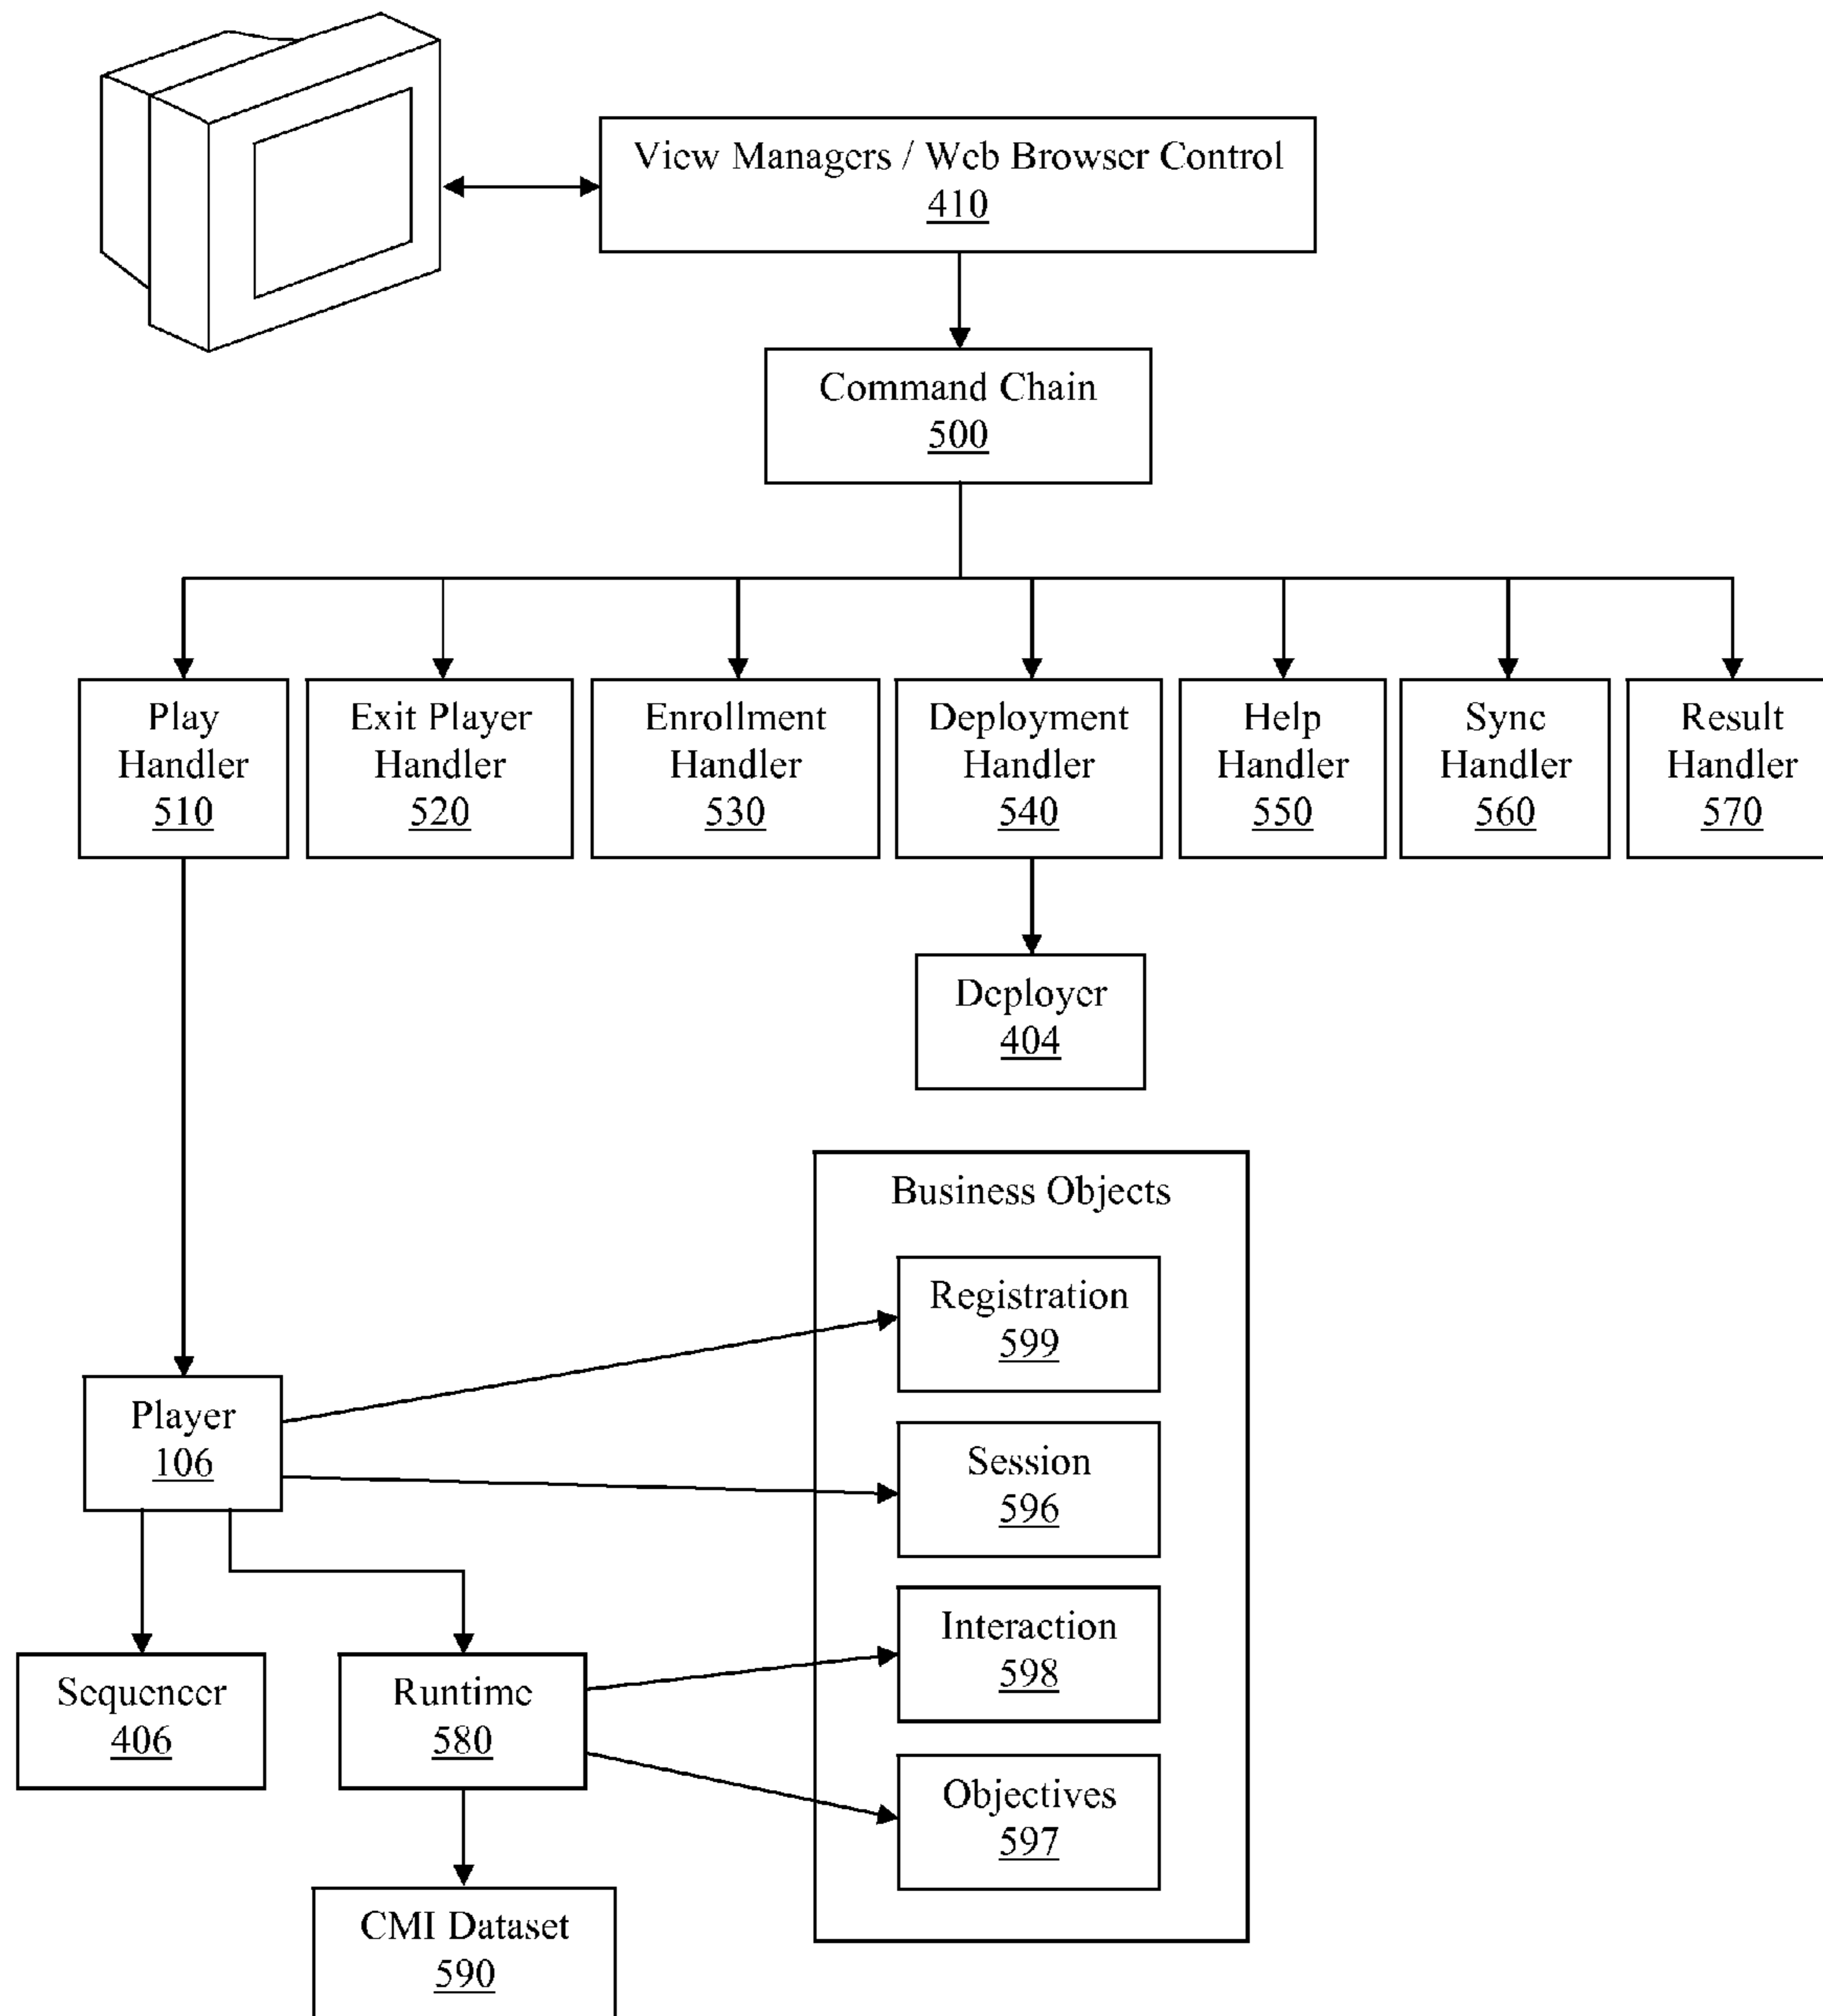 View Managers / Web Browser Control
410
Command Chain
500
Play
Handler
510
Exit Player
Handler
520
Enrollment
Handler
530
Deployment
Handler
540
Help
Handler
550
Sync
Handler
560
Result
Handler
570
Deployer
404
Business Objects
Registration
599
Player
106
Session
596
Interaction
598
Sequencer
406
Runtime
580
Objectives
597
CMI Dataset
590